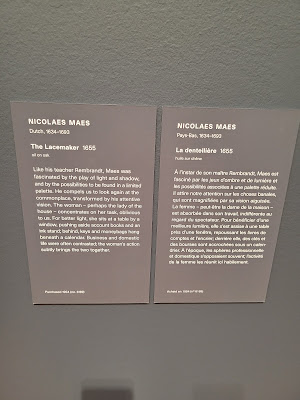 NICOLAES MAES
Dutch, 1634–1693
The Lacemaker 1655
oil on oak
Like his teacher Rembrandt, Maes was
fascinated by the play of light and shadow,
and by the possibilities to be found in a limited
palette. He compels us to look again at the
commonplace, transformed by his attentive
vision. The woman – perhaps the lady of the
house – concentrates on her task, oblivious
to us. For better light, she sits at a table by a
window, pushing aside account books and an
ink stand; behind, keys and moneybags hang
beneath a calendar. Business and domestic
life were often contrasted; the woman's action
subtly brings the two together.
Purchased 1954 (no.
NICOLAES MAES
Pays-Bas, 1634–1693
La dentellière 1655
huile sur chêne
À l'instar de son maître Rembrandt, Maes est
fasciné par les jeux d'ombre et de lumière et
les possibilités associées à une palette réduite.
Il attire notre attention sur les choses banales,
qui sont magnifiées par sa vision aiguisée.
La femme – peut-être la dame de la maison –
est absorbée dans son travail, indifférente au
regard du spectateur. Pour bénéficier d'une
meilleure lumière, elle s'est assise à une table
près d'une fenêtre, repoussant les livres de
comptes et l'encrier; derrière elle, des clés et
des bourses sont accrochées sous un calen-
drier. À l'époque, les sphères professionnelle
et domestique s'opposaient souvent; l'activité
de la femme les réunit ici habilement.